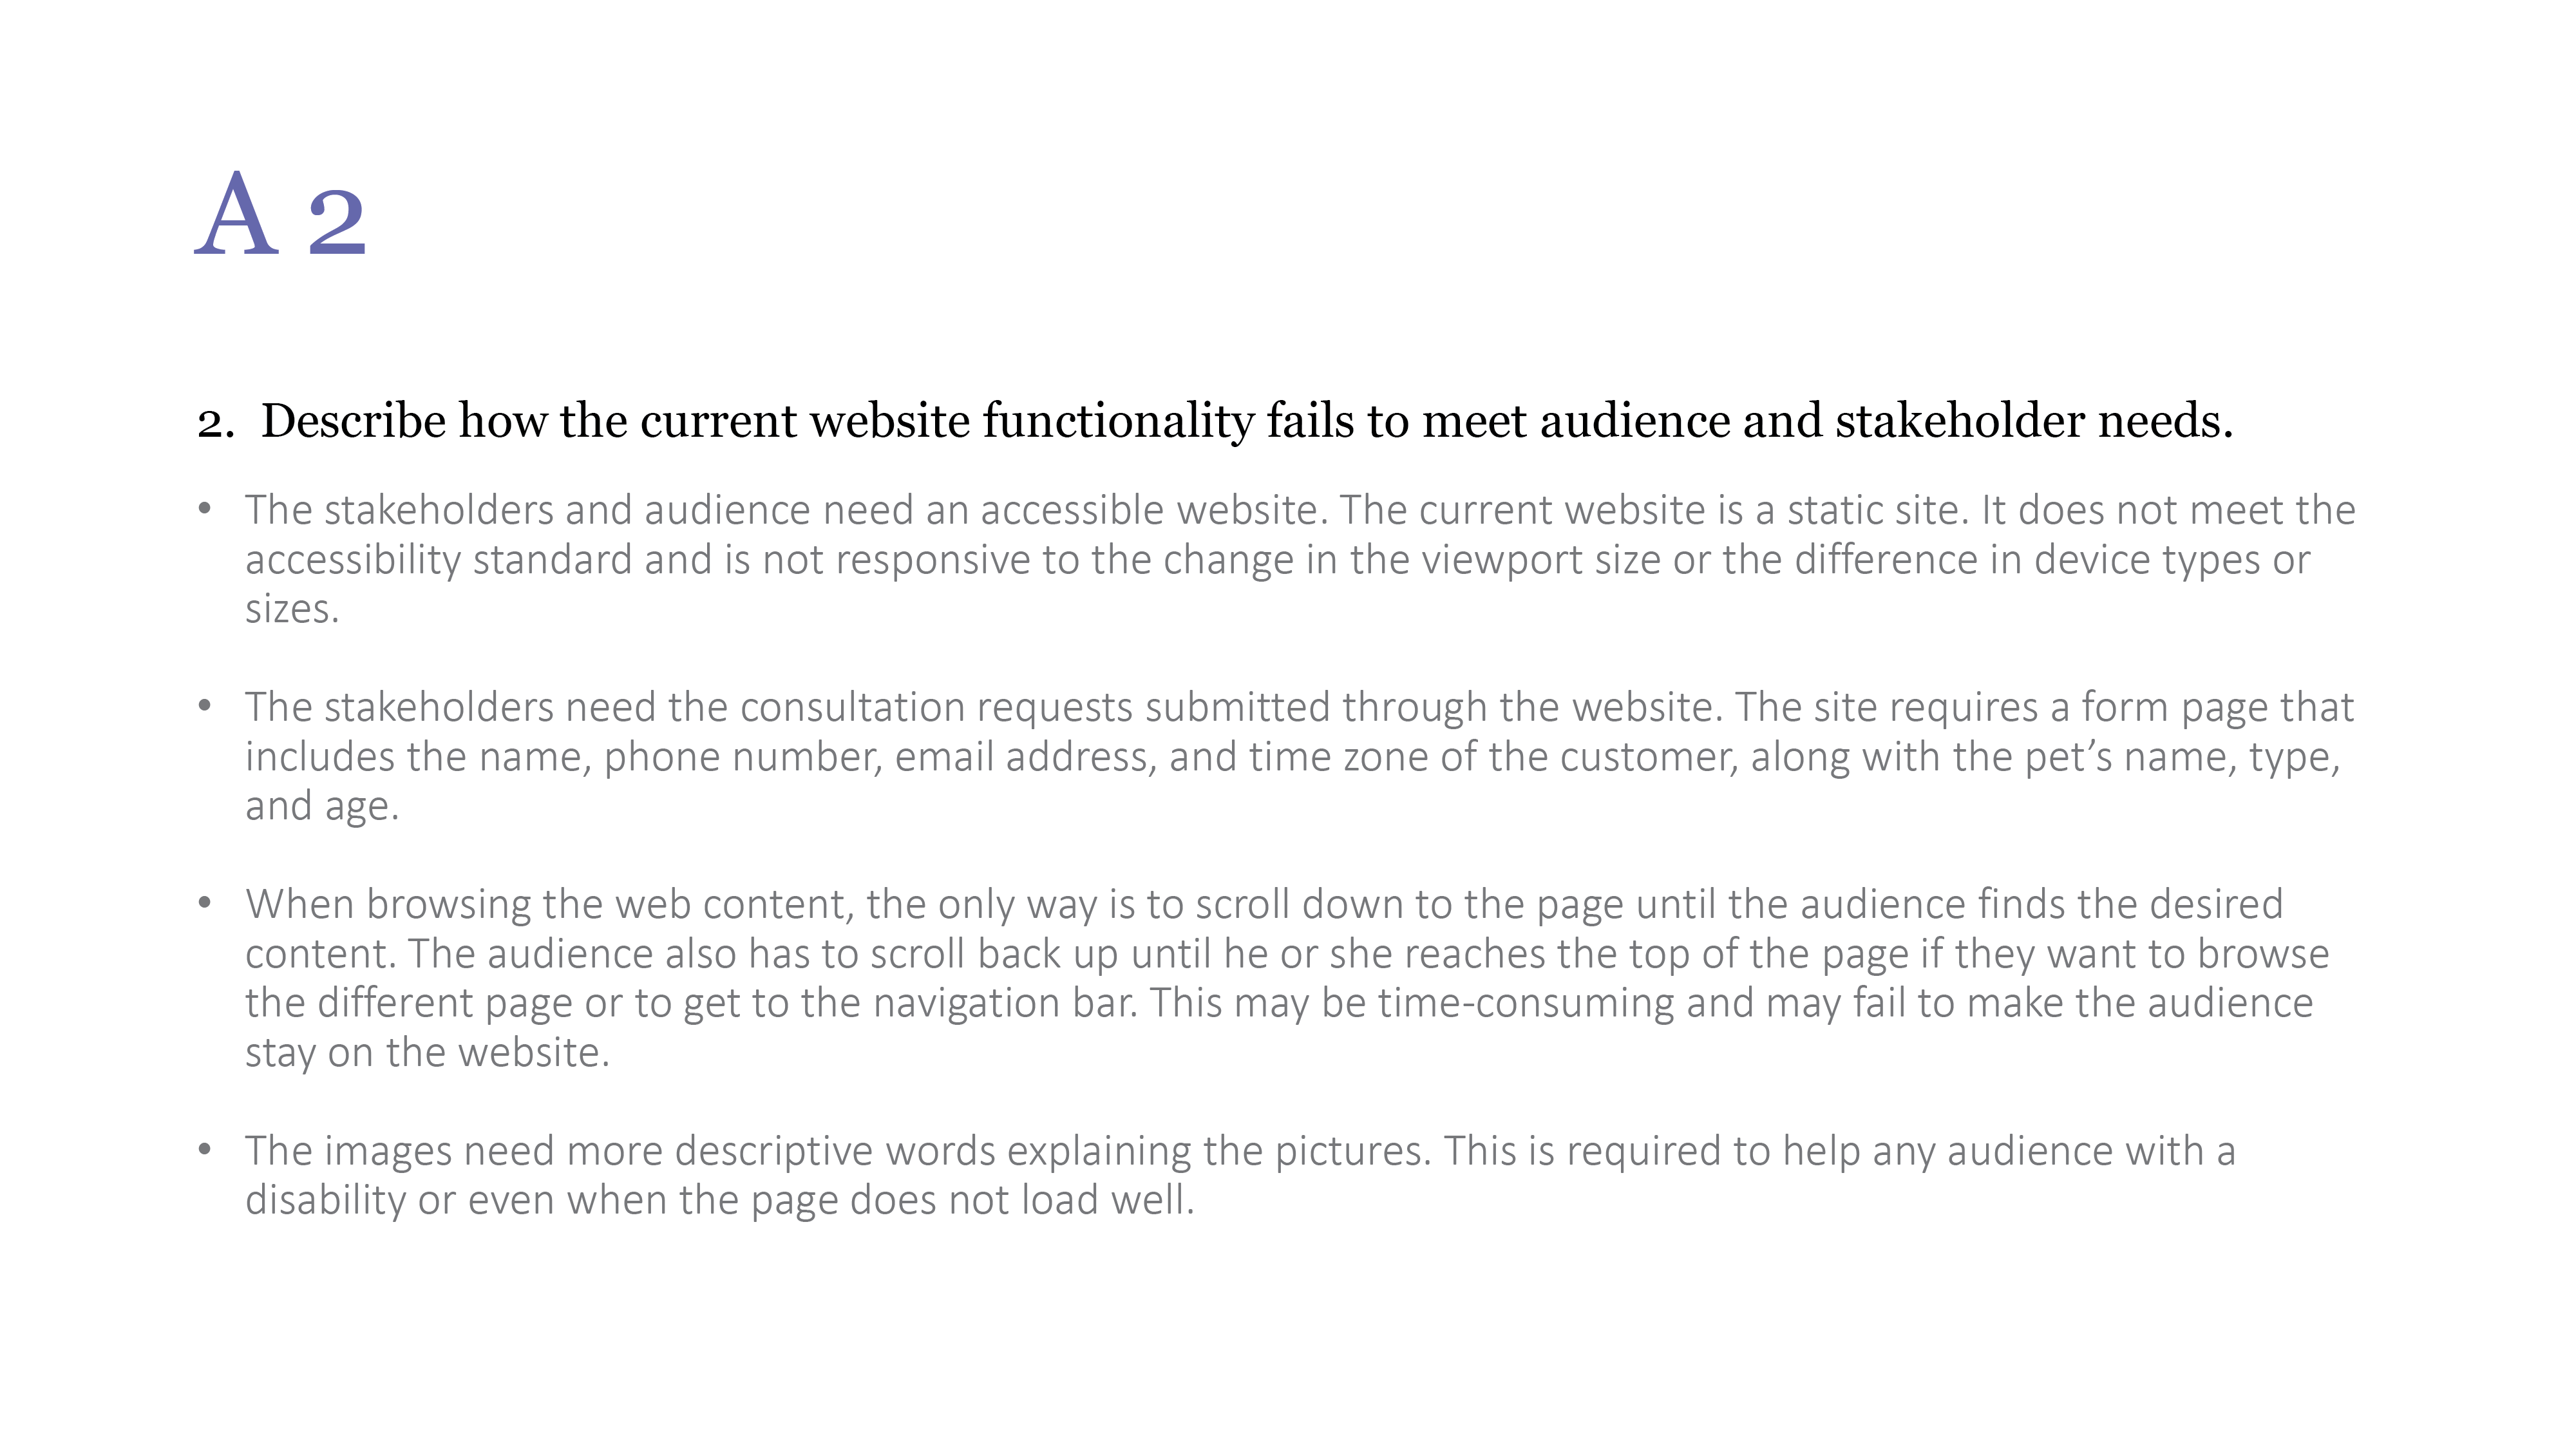 A 2
2. Describe how the current website functionality fails to meet audience and stakeholder needs.
• The stakeholders and audience need an accessible website. The current website is a static site. It does not meet the
accessibility standard and is not responsive to the change in the viewport size or the difference in device types or
sizes.
• The stakeholders need the consultation requests submitted through the website. The site requires a form page that
includes the name, phone number, email address, and time zone of the customer, along with the pet’s name, type,
and age.
• When browsing the web content, the only way is to scroll down to the page until the audience finds the desired
content. The audience also has to scroll back up until he or she reaches the top of the page if they want to browse
the different page or to get to the navigation bar. This may be time-consuming and may fail to make the audience
stay on the website.
• The images need more descriptive words explaining the pictures. This is required to help any audience with a
disability or even when the page does not load well.